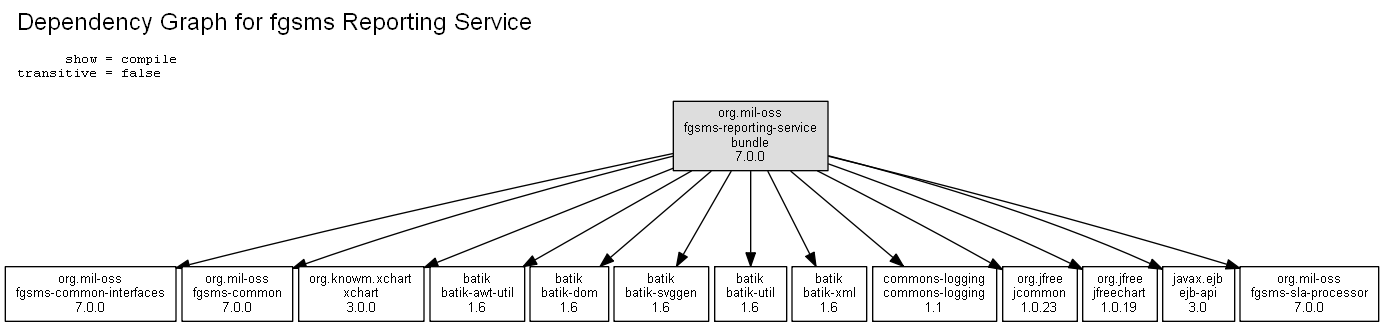 Dependency Graph for fgsms Reporting Service
show = compile
transitive = false
org.mil-oss
fgsms-reporting-service
bundle
7.0.0
org.mil-oss
fgsms-common-interfaces
7.0.0
org.mil-oss
fgsms-common
7.0.0
org.knowm.xchart
xchart
3.0.0
batik
batik-awt-util
1.6
batik
batik-dom
1.6
batik
batik-svggen
1.6
batik
batik-util
1.6
batik
batik-xml
1.6
commons-logging
commons-logging
1.1
org.jfree
jcommon
1.0.23
org.jfree
jfreechart
1.0.19
javax.ejb
ejb-api
3.0
org.mil-oss
fgsms-sla-processor
7.0.0